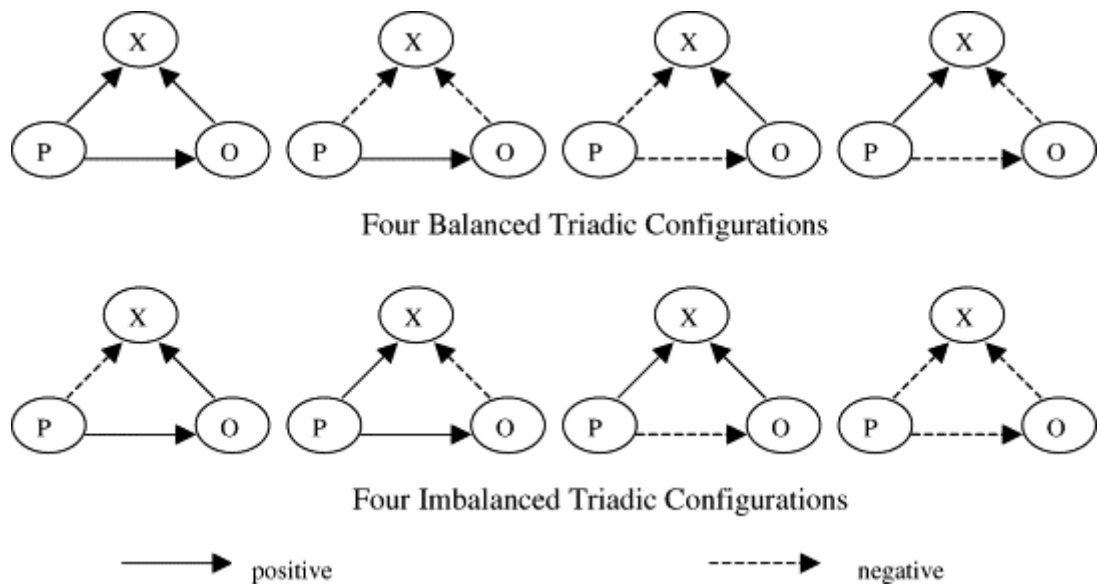 X X X X
P O P O P O P O
Four Balanced Triadic Configurations
X X X X
P O P O P O P O
Four Imbalanced Triadic Configurations
positive negative